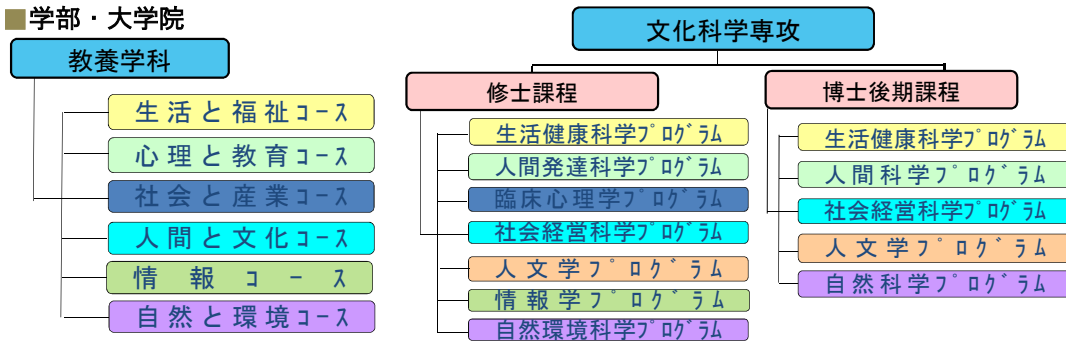 ■学部・大学院
教養学科
生活と福祉ｺｰｽ
心理と教育ｺｰｽ
社会と産業ｺｰｽ
人間と文化ｺｰｽ
情報コース
自然と環境ｺｰｽ
文化科学専攻
修士課程
生活健康科学ﾌﾟﾛｸﾞﾗﾑ
人間発達科学ﾌﾟﾛｸﾞﾗﾑ
臨床心理学ﾌﾟﾛｸﾞﾗﾑ
社会経営科学ﾌﾟﾛｸﾞﾗﾑ
人文学ﾌﾟﾛｸﾞﾗﾑ
情報学ﾌﾟﾛｸﾞﾗﾑ
自然環境科学ﾌﾟﾛｸﾞﾗﾑ
博士後期課程
生活健康科学ﾌﾟﾛｸﾞﾗﾑ
人間科学ﾌﾟﾛｸﾞﾗﾑ
社会経営科学ﾌﾟﾛｸﾞﾗﾑ
人文学ﾌﾟﾛｸﾞﾗﾑ
自然科学ﾌﾟﾛｸﾞﾗﾑ